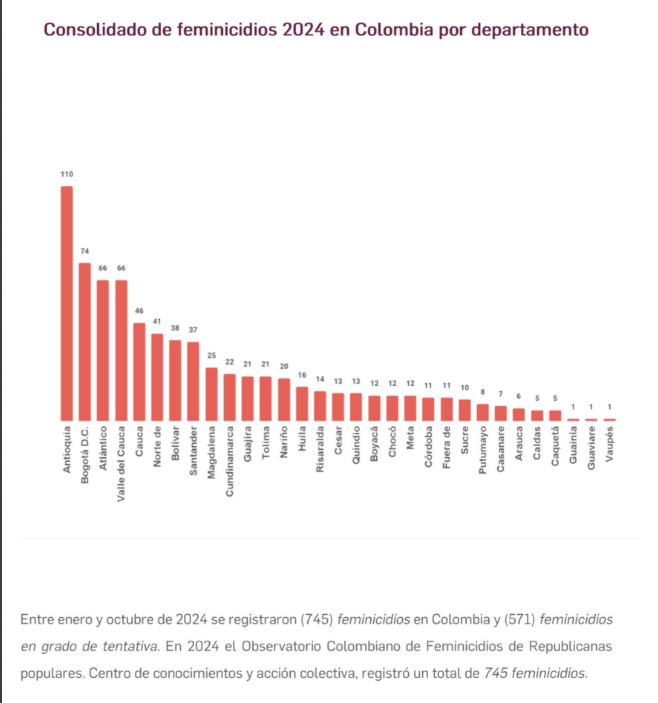 Consolidado de feminicidios 2024 en Colombia por departamento
110
74
66 66
46
41
38 37
25
22 21 21 20
16
14 13 13 12 12 12 11 11 10
8 7 6 5 5
1 1 1
Antioquia
Bogotá D.C.
Atlántico
Valle del Cauca
Cauca
Norte de
Bolívar
Santander
Magdalena
Cundinamarca
Guajira
Tolima
Nariño
Huila
Risaralda
Cesar
Quindío
Boyacá
Chocó
Meta
Córdoba
Fuera de
Sucre
Putumayo
Casanare
Arauca
Caldas
Caquetá
Guainía
Guaviare
Vaupés
Entre enero y octubre de 2024 se registraron (745) feminicidios en Colombia y (571) feminicidios
en grado de tentativa. En 2024 el Observatorio Colombiano de Feminicidios de Republicanas
populares. Centro de conocimientos y acción colectiva, registró un total de 745 feminicidios.